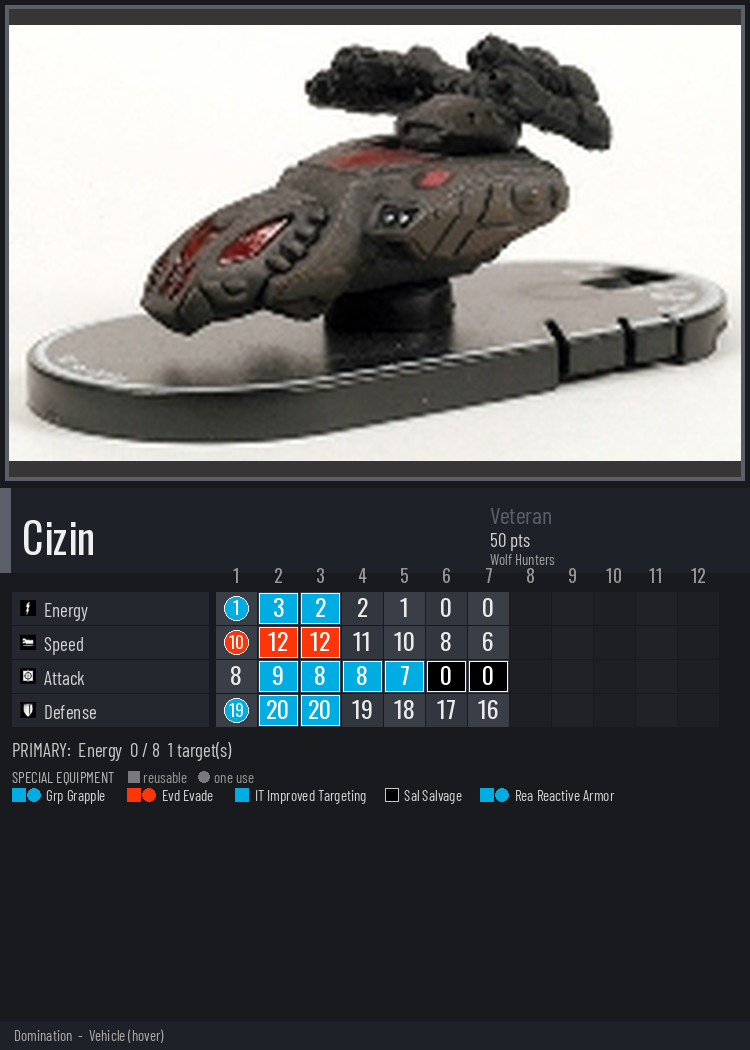 Cizin
Veteran
50 pts
Wolf Hunters
1 2 3 4 5 6 7 8 9 10 11 12
Energy 1 3 2 2 1 0 0
Speed 10 12 12 11 10 8 6
Attack 8 9 8 8 7 0 0
Defense 19 20 20 19 18 17 16
PRIMARY: Energy 0 / 8 1 target(s)
SPECIAL EQUIPMENT reusable one use
Grp Grapple Evd Evade IT Improved Targeting Sal Salvage Rea Reactive Armor
Domination - Vehicle (hover)